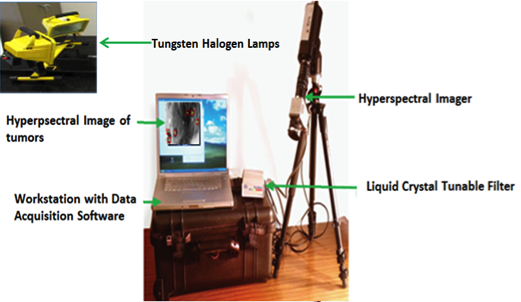 Tungsten Halogen Lamps
Hyperspectral Imager
Hyperpsectral Image of
tumors
Liquid Crystal Tunable Filter
Workstation with Data
Acquisition Software